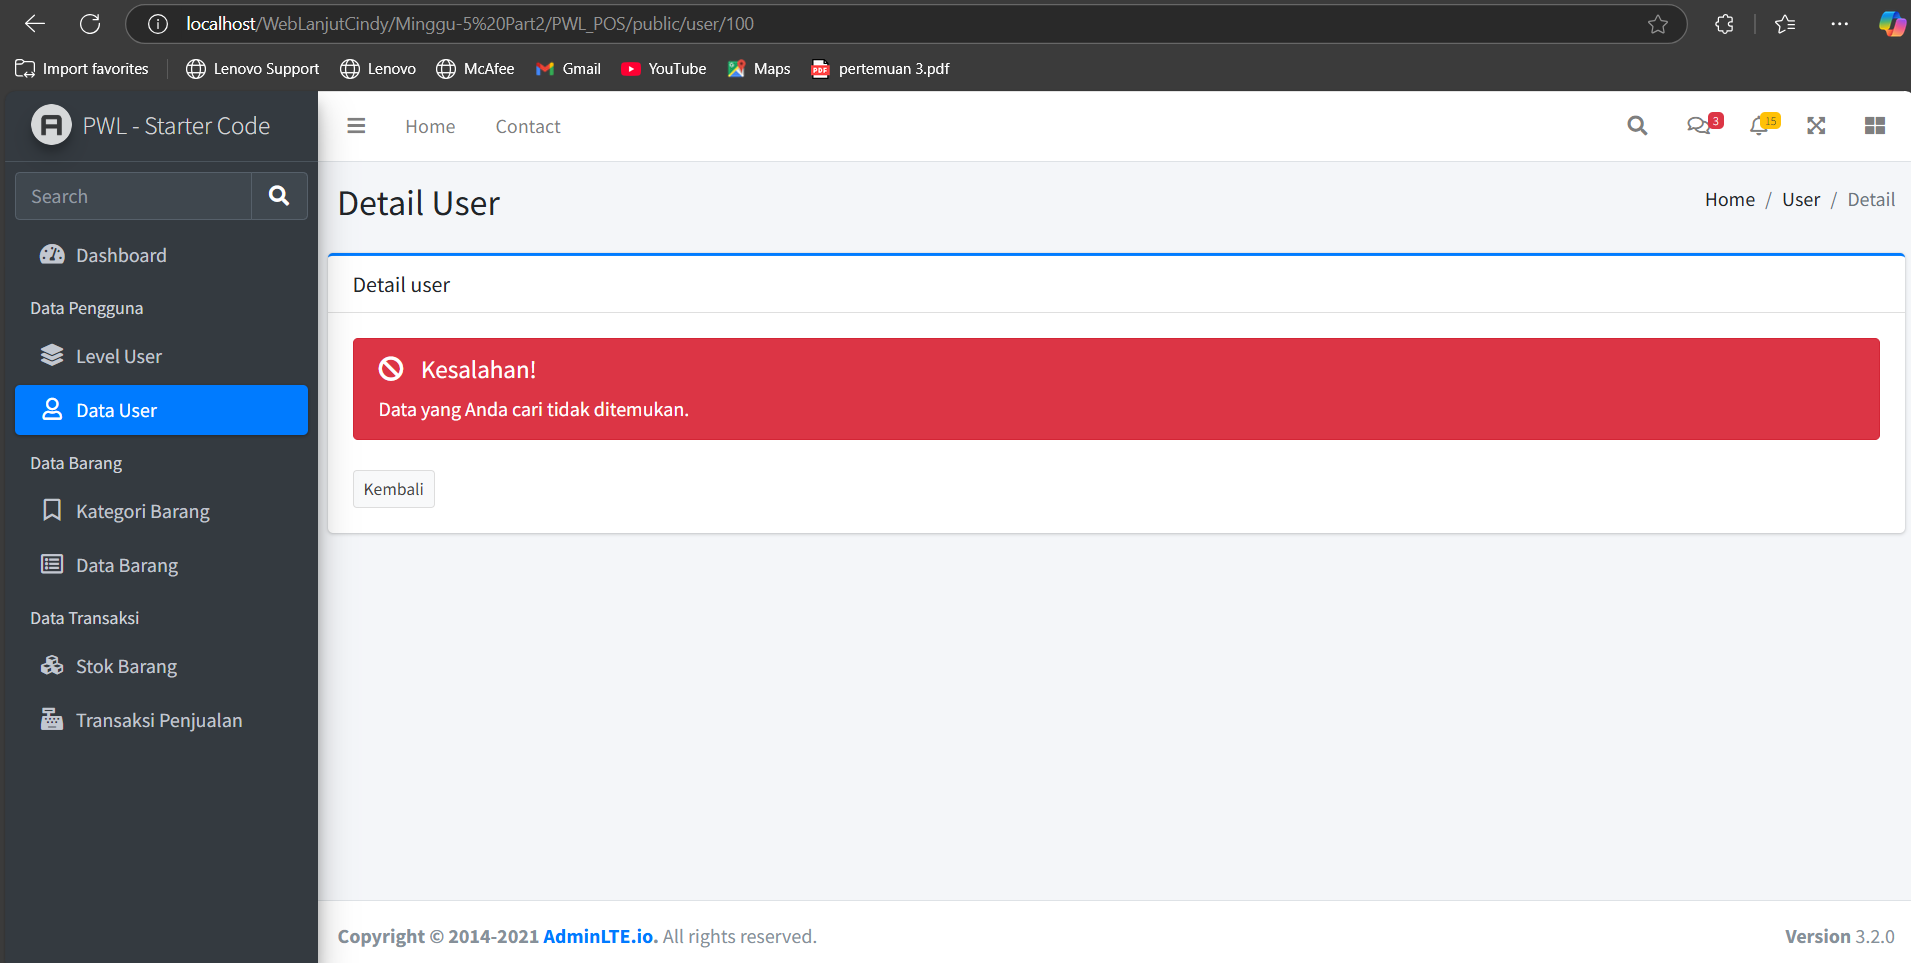 localhost/WebLanjutCindy/Minggu-5%20Part2/PWL_POS/public/user/100
Import favorites
Lenovo Support
Lenovo
McAfee
Gmail
YouTube
Maps
PDF
pertemuan 3.pdf
PWL - Starter Code
Home
Contact
3
15
Search
Detail User
Home / User / Detail
Dashboard
Data Pengguna
Level User
Data User
Data Barang
Kategori Barang
Data Barang
Data Transaksi
Stok Barang
Transaksi Penjualan
Detail user
Kesalahan!
Data yang Anda cari tidak ditemukan.
Kembali
Copyright © 2014-2021 AdminLTE.io. All rights reserved.
Version 3.2.0